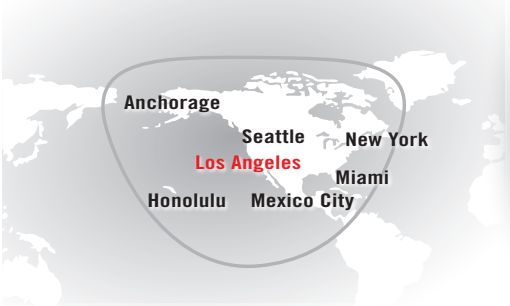 Anchorage
Seattle
New York
Los Angeles
Miami
Honolulu
Mexico City